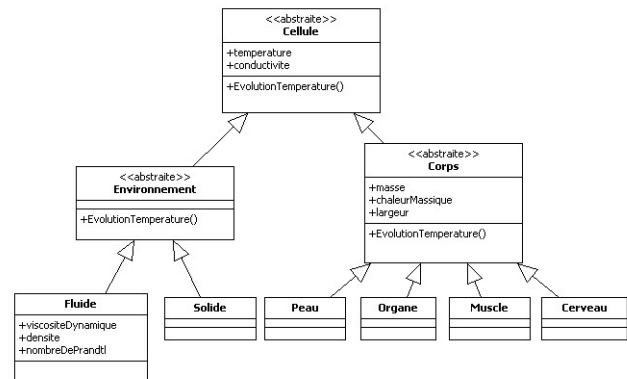 <<abstraite>>
Cellule
+temperature
+conductivite
+EvolutionTemperature()
<<abstraite>>
Environnement
+EvolutionTemperature()
<<abstraite>>
Corps
+masse
+chaleurMassique
+largeur
+EvolutionTemperature()
Fluide
+viscositeDynamique
+densite
+nombreDePrandtl
Solide
Peau
Organe
Muscle
Cerveau